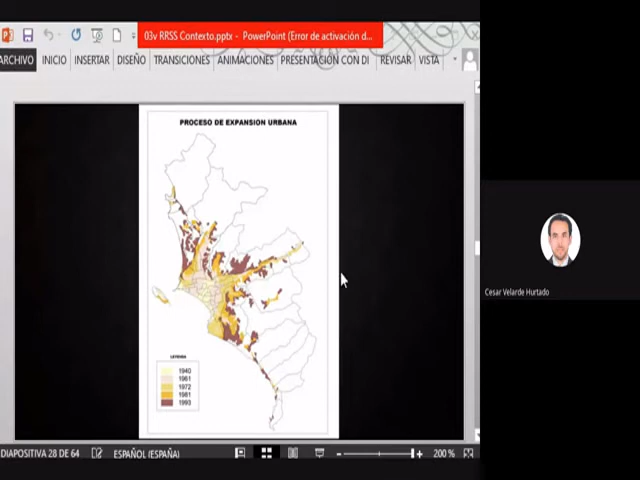 03v RRSS Conterto.pptx - PowerPoint (Error de activación d...
ARCHIVO INICIO INSERTAR DISEÑO TRANSICIONES ANIMACIONES PRESENTACIÓN CON DI REVISAR VISTA
PROCESO DE EXPANSION URBANA
LEYENDA
1940
1961
1972
1981
1993
Cesar Velarde Hurtado
DIAPOSITIVA 28 DE 64 ESPAÑOL (ESPAÑA) 200 %